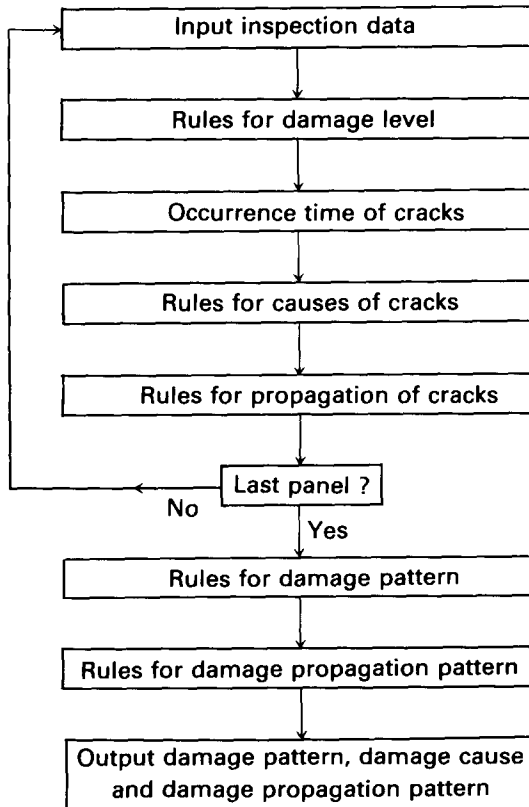 Input inspection data
Rules for damage level
Occurrence time of cracks
Rules for causes of cracks
Rules for propagation of cracks
Last panel ?
No
Yes
Rules for damage pattern
Rules for damage propagation pattern
Output damage pattern, damage cause
and damage propagation pattern